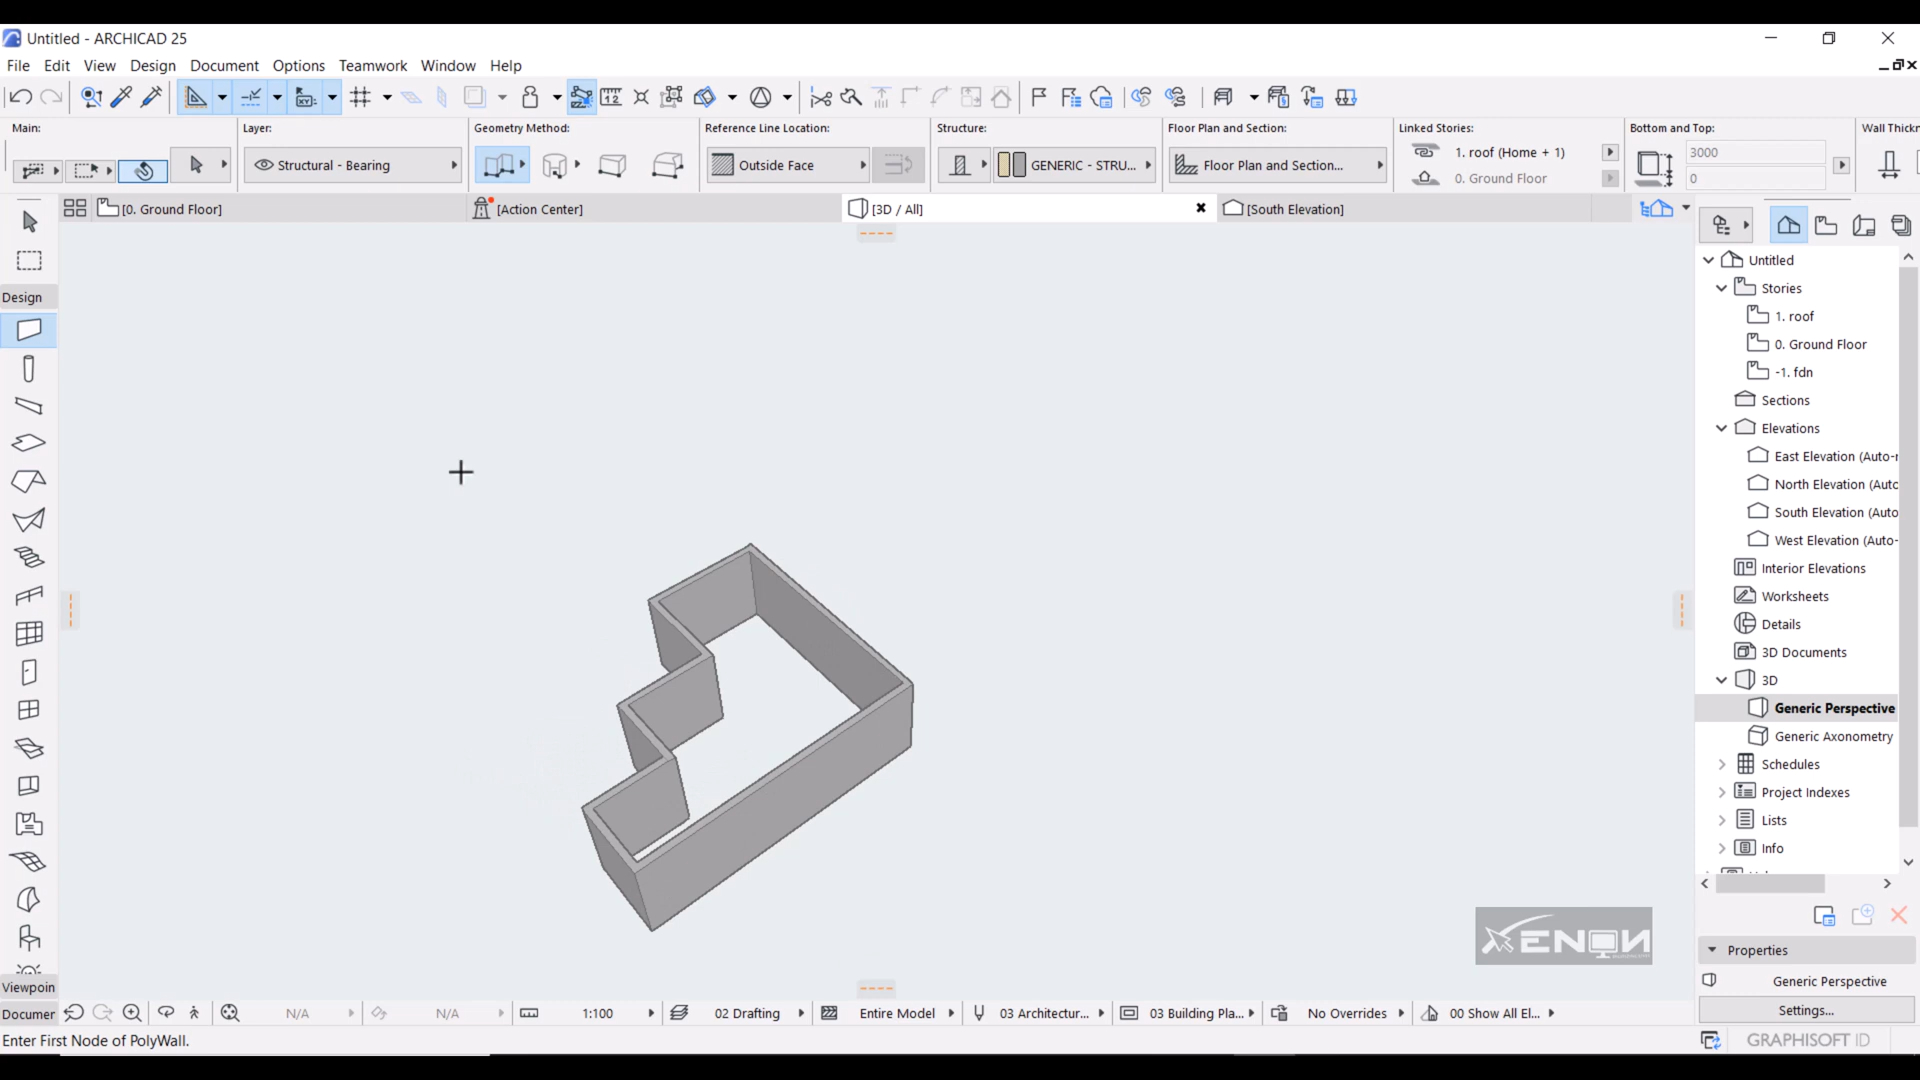 Untitled - ARCHICAD 25
File Edit View Design Document Options Teamwork Window Help
Main:
Layer:
Structural - Bearing
Geometry Method:
Reference Line Location:
Outside Face
Structure:
GENERIC - STRU...
Floor Plan and Section:
Floor Plan and Section...
Linked Stories:
1. roof (Home + 1)
0. Ground Floor
Bottom and Top:
3000
0
Wall Thickn
[0. Ground Floor]
[Action Center]
[3D / All]
[South Elevation]
Design
Viewpoin
Documer
Untitled
Stories
1. roof
0. Ground Floor
-1. fdn
Sections
Elevations
East Elevation (Auto-r
North Elevation (Autc
South Elevation (Auto
West Elevation (Auto-
Interior Elevations
Worksheets
Details
3D Documents
3D
Generic Perspective
Generic Axonometry
Schedules
Project Indexes
Lists
Info
XENON
Properties
Generic Perspective
Settings...
N/A
N/A
1:100
02 Drafting
Entire Model
03 Architectur...
03 Building Pla...
No Overrides
00 Show All El...
Enter First Node of PolyWall.
GRAPHISOFT ID